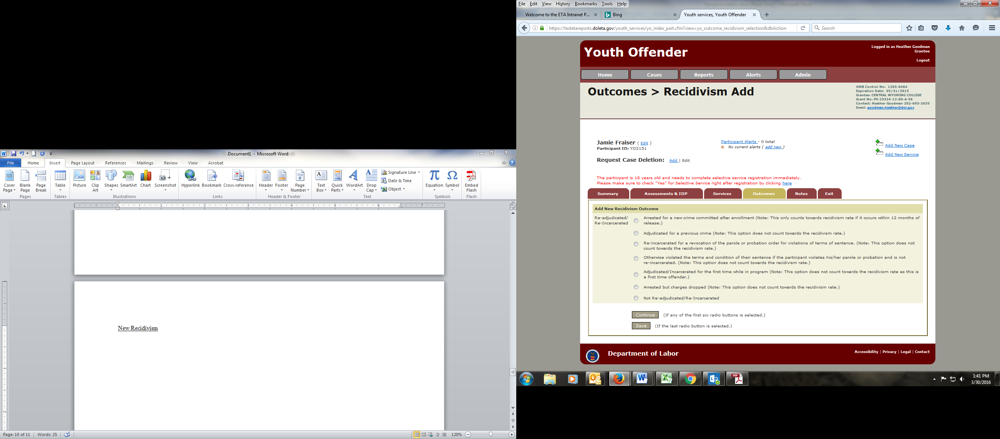 Document1 - Microsoft Word
File Home Insert Page Layout References Mailings Review View Acrobat
Cover Page
Blank Page
Page Break
Table
Picture
Clip Art
Shapes
SmartArt
Chart
Screenshot
Hyperlink
Bookmark
Cross-reference
Header
Footer
Page Number
Text Box
Quick Parts
WordArt
Drop Cap
Signature Line
Date & Time
Object
Equation
Symbol
Embed Flash
Pages Tables Illustrations Links Header & Footer Text Symbols Flash
1 1 2 3 4 5 6 7
New Recidivism
1
2
Page: 10 of 11 Words: 25 120%
File Edit View History Bookmarks Tools Help
Welcome to the ETA Intranet P... Bing Youth services, Youth Offender
https://testetareports.doleta.gov/youth_services/yo_index_part.cfm?view=yo_outcome_recidivism_selection&dbAction: Search
Youth Offender
Logged in as Heather Goodman
Grantee
Logout
Home Cases Reports Alerts Admin
Outcomes > Recidivism Add
OMB Control No: 1205-0464
Expiration Date: 05/31/2015
Grantee: CENTRAL WYOMING COLLEGE
Grant No: PE-23324-12-60-A-56
Contact: Heather Goodman 202-693-2635
Email: goodman.heather@dol.gov
Jamie Fraiser ( Edit )
Participant ID: YO2151
Participant Alerts - 0 total
No current alerts ( add new )
Add New Case
Add New Service
Request Case Deletion: Add | Edit
The participant is 18 years old and needs to complete selective service registration immediately.
Please make sure to check "Yes" for Selective Service right after registration by clicking here
Summary Assessments & IDP Services Outcomes Notes Exit
Add New Recidivism Outcome
Re-adjudicated/
Re-Incarcerated
Arrested for a new crime committed after enrollment (Note: This only counts towards recidivism rate if it occurs within 12 months of
release.)
Adjudicated for a previous crime (Note: This option does not count towards the recidivism rate.)
Re-incarcerated for a revocation of the parole or probation order for violations of terms of sentence. (Note: This option does not
count towards the recidivism rate.)
Otherwise violated the terms and condition of their sentence if the participant violates his/her parole or probation and is not
re-incarcerated. (Note: This option does not count towards the recidivism rate.)
Adjudicated/Incarcerated for the first time while in program (Note: This option does not count towards the recidivism rate as this is
a first time offender.)
Arrested but charges dropped (Note: This option does not count towards the recidivism rate.)
Not Re-adjudicated/Re-Incarcerated
Continue (If any of the first six radio buttons is selected.)
Save (If the last radio button is selected.)
Department of Labor
Accessibility | Privacy | Legal | Contact
1:41 PM
3/30/2016